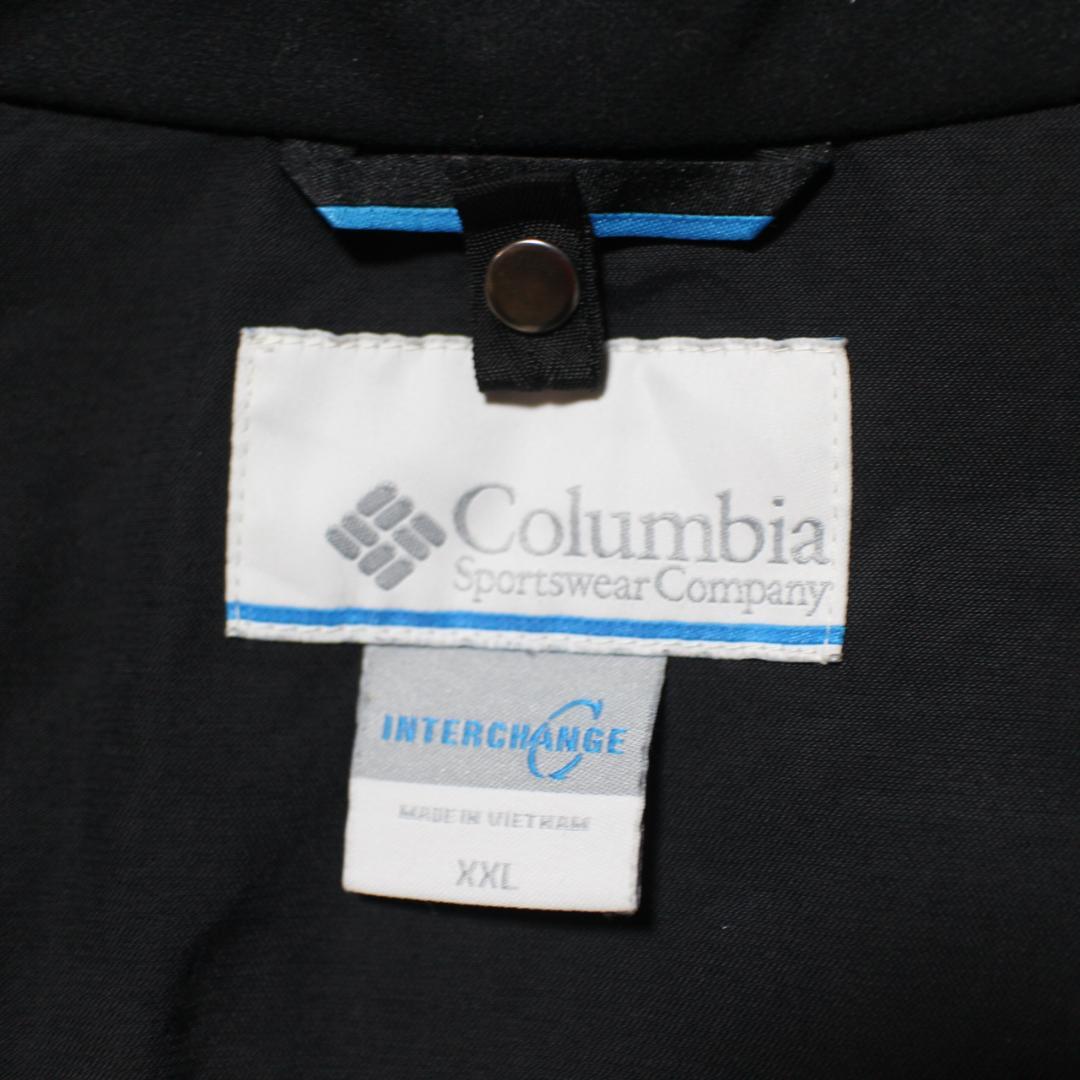 Columbia
Sportswear Company
INTERCHANGE
MADE IN VIETNAM
XXL